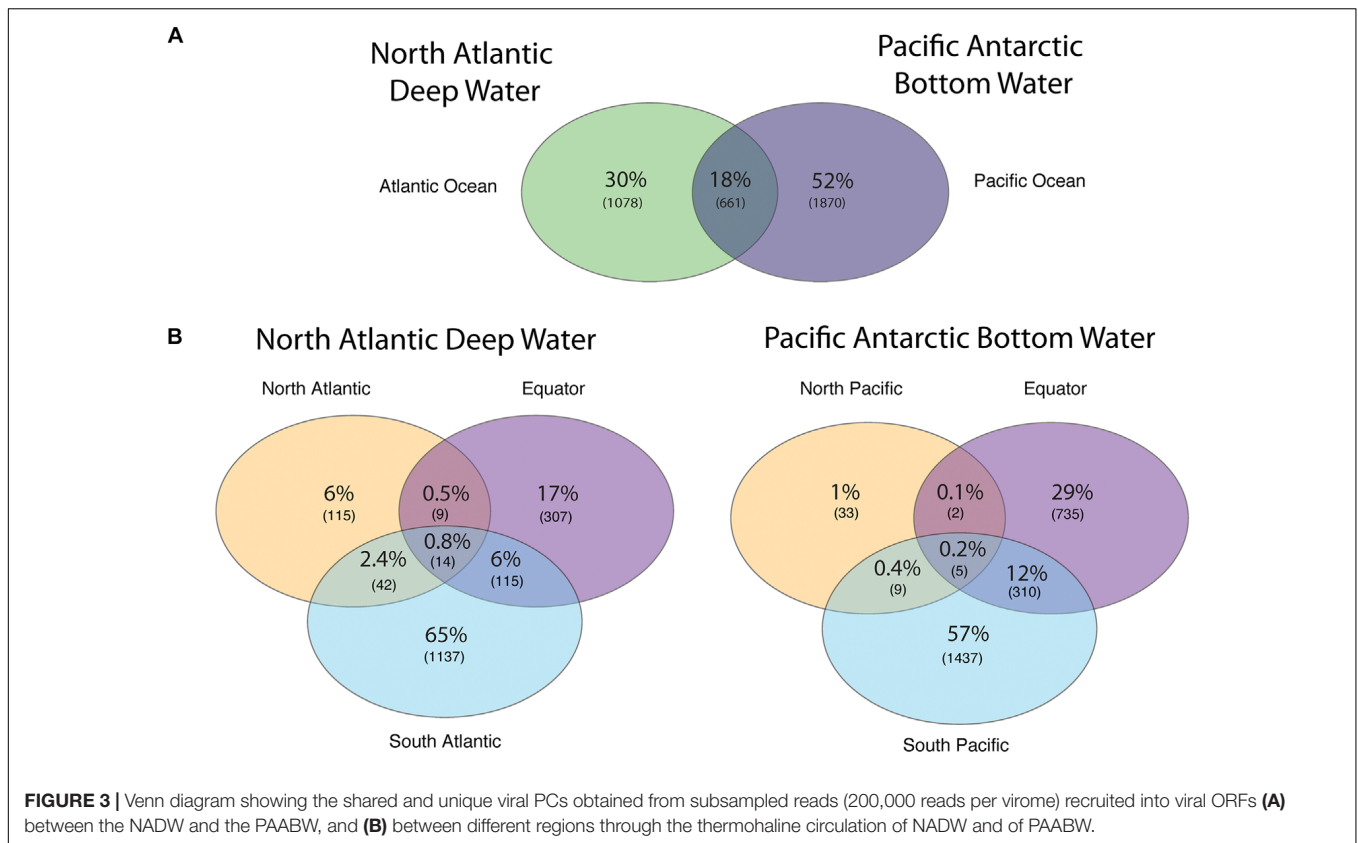 A
North Atlantic
Deep Water
Pacific Antarctic
Bottom Water
Atlantic Ocean
30%
(1078)
18%
(661)
52%
(1870)
Pacific Ocean
B
North Atlantic Deep Water
North Atlantic
Equator
6%
(115)
0.5%
(9)
17%
(307)
2.4%
(42)
0.8%
(14)
6%
(115)
65%
(1137)
South Atlantic
Pacific Antarctic Bottom Water
North Pacific
Equator
1%
(33)
0.1%
(2)
29%
(735)
0.4%
(9)
0.2%
(5)
12%
(310)
57%
(1437)
South Pacific
FIGURE 3 | Venn diagram showing the shared and unique viral PCs obtained from subsampled reads (200,000 reads per virome) recruited into viral ORFs (A)
between the NADW and the PAABW, and (B) between different regions through the thermohaline circulation of NADW and of PAABW.